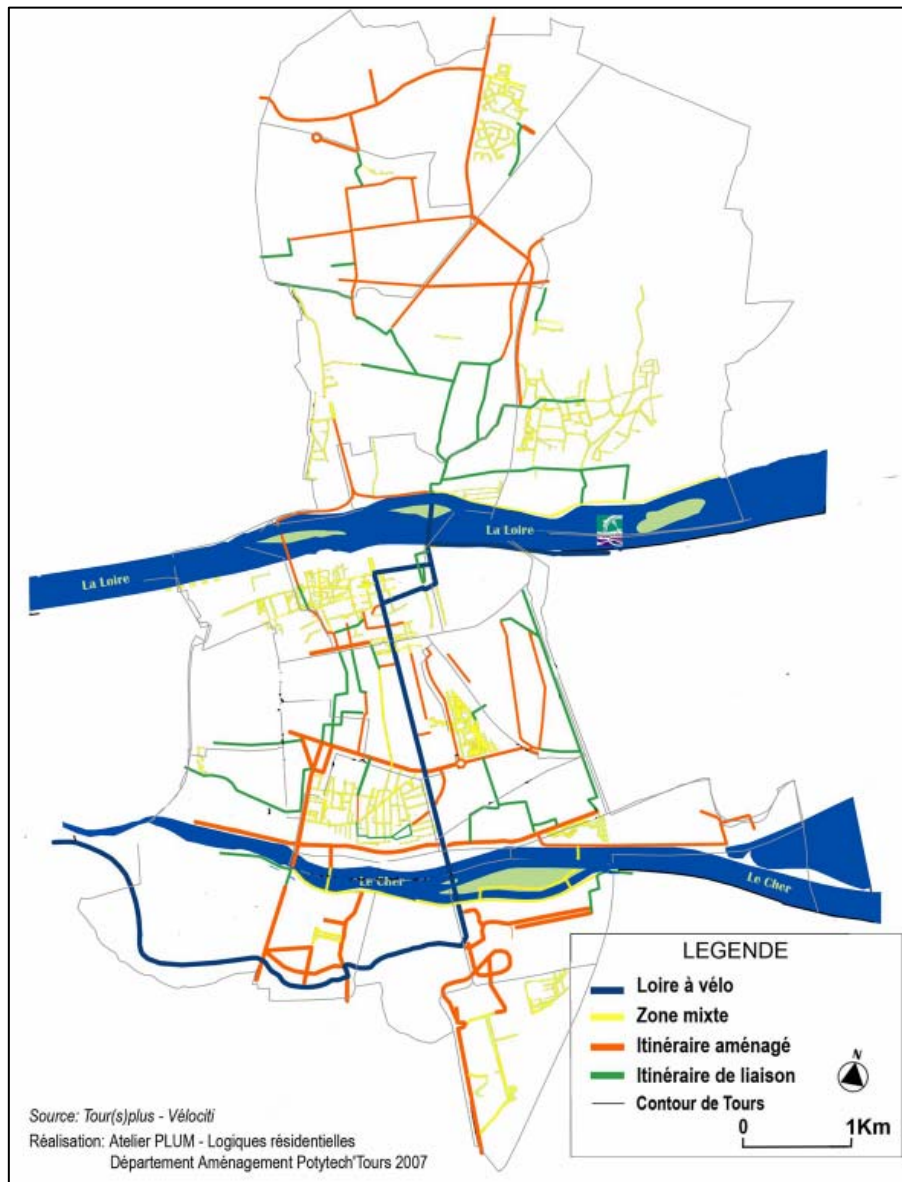 La Loire
La Loire
Le Cher
Le Cher
LEGENDE
Loire à vélo
Zone mixte
Itinéraire aménagé
Itinéraire de liaison
Contour de Tours
N
0 1Km
Source: Tour(s)plus - Vélociti
Réalisation: Atelier PLUM - Logiques résidentielles
Département Aménagement Potytech'Tours 2007